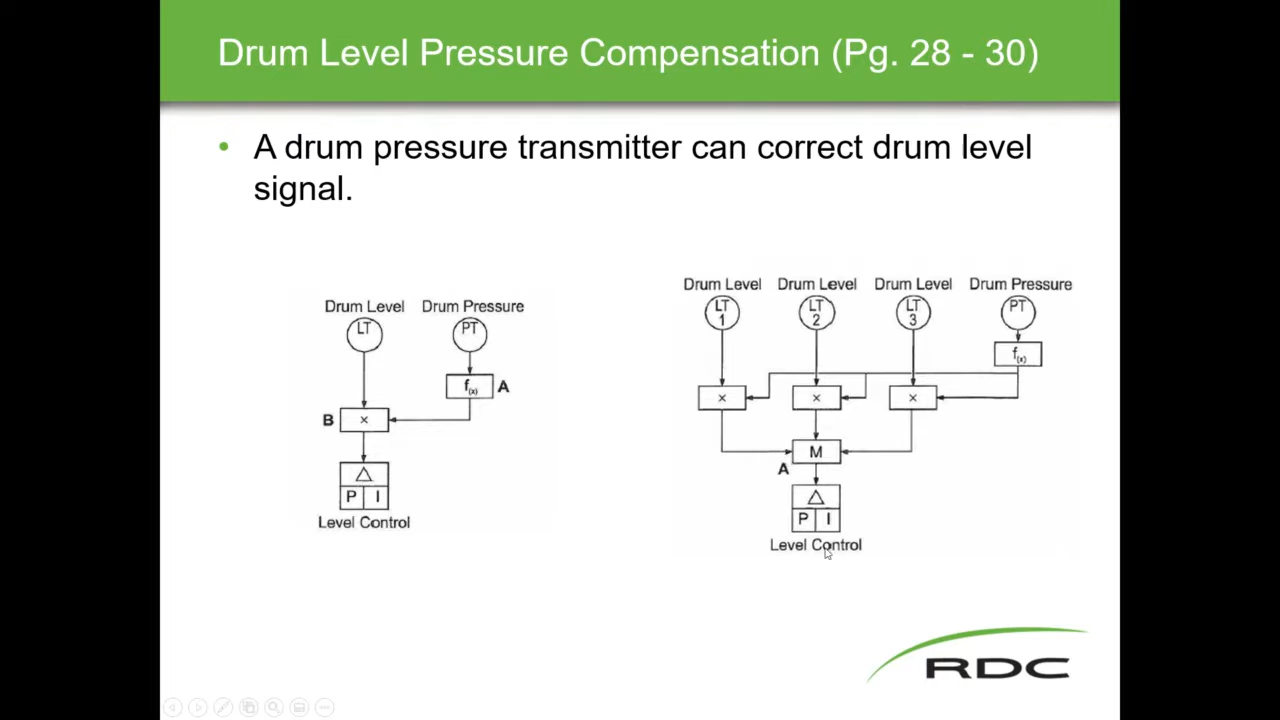 Drum Level Pressure Compensation (Pg. 28 - 30)
• A drum pressure transmitter can correct drum level
signal.
Drum Level Drum Pressure
LT PT
f(x) A
B ×
△
P I
Level Control
Drum Level Drum Level Drum Level Drum Pressure
LT
1
LT
2
LT
3
PT
f(x)
× × ×
M
A
△
P I
Level Control
RDC